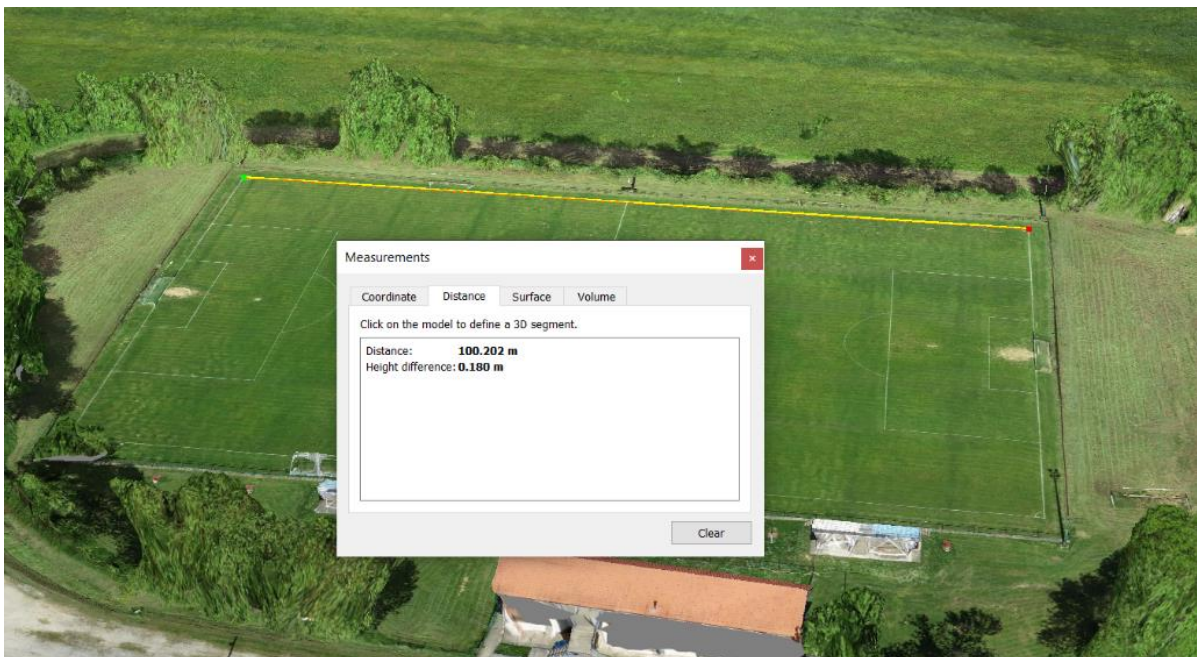 Measurements
Coordinate Distance Surface Volume
Click on the model to define a 3D segment.
Distance: 100.202 m
Height difference: 0.180 m
Clear